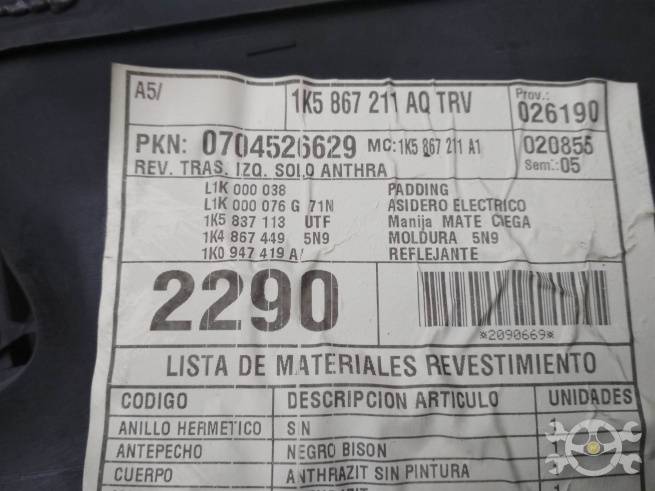 A5/ 1K5 867 211 AQ TRV Prov.: 026190
PKN: 0704526629 MC: 1K5 867 211 A1 020855
REV. TRAS. IZQ. SOLO ANTHRA Sem.: 05
L1K 000 038 PADDING
L1K 000 076 G 71N ASIDERO ELECTRICO
1K5 837 113 UTF Manija MATE CIEGA
1K4 867 449 5N9 MOLDURA 5N9
1K0 947 419 A/ REFLEJANTE
2290
*2090669*
LISTA DE MATERIALES REVESTIMIENTO
CODIGO DESCRIPCION ARTICULO UNIDADES
ANILLO HERMETICO SIN
ANTEPECHO NEGRO BISON
CUERPO ANTHRAZIT SIN PINTURA